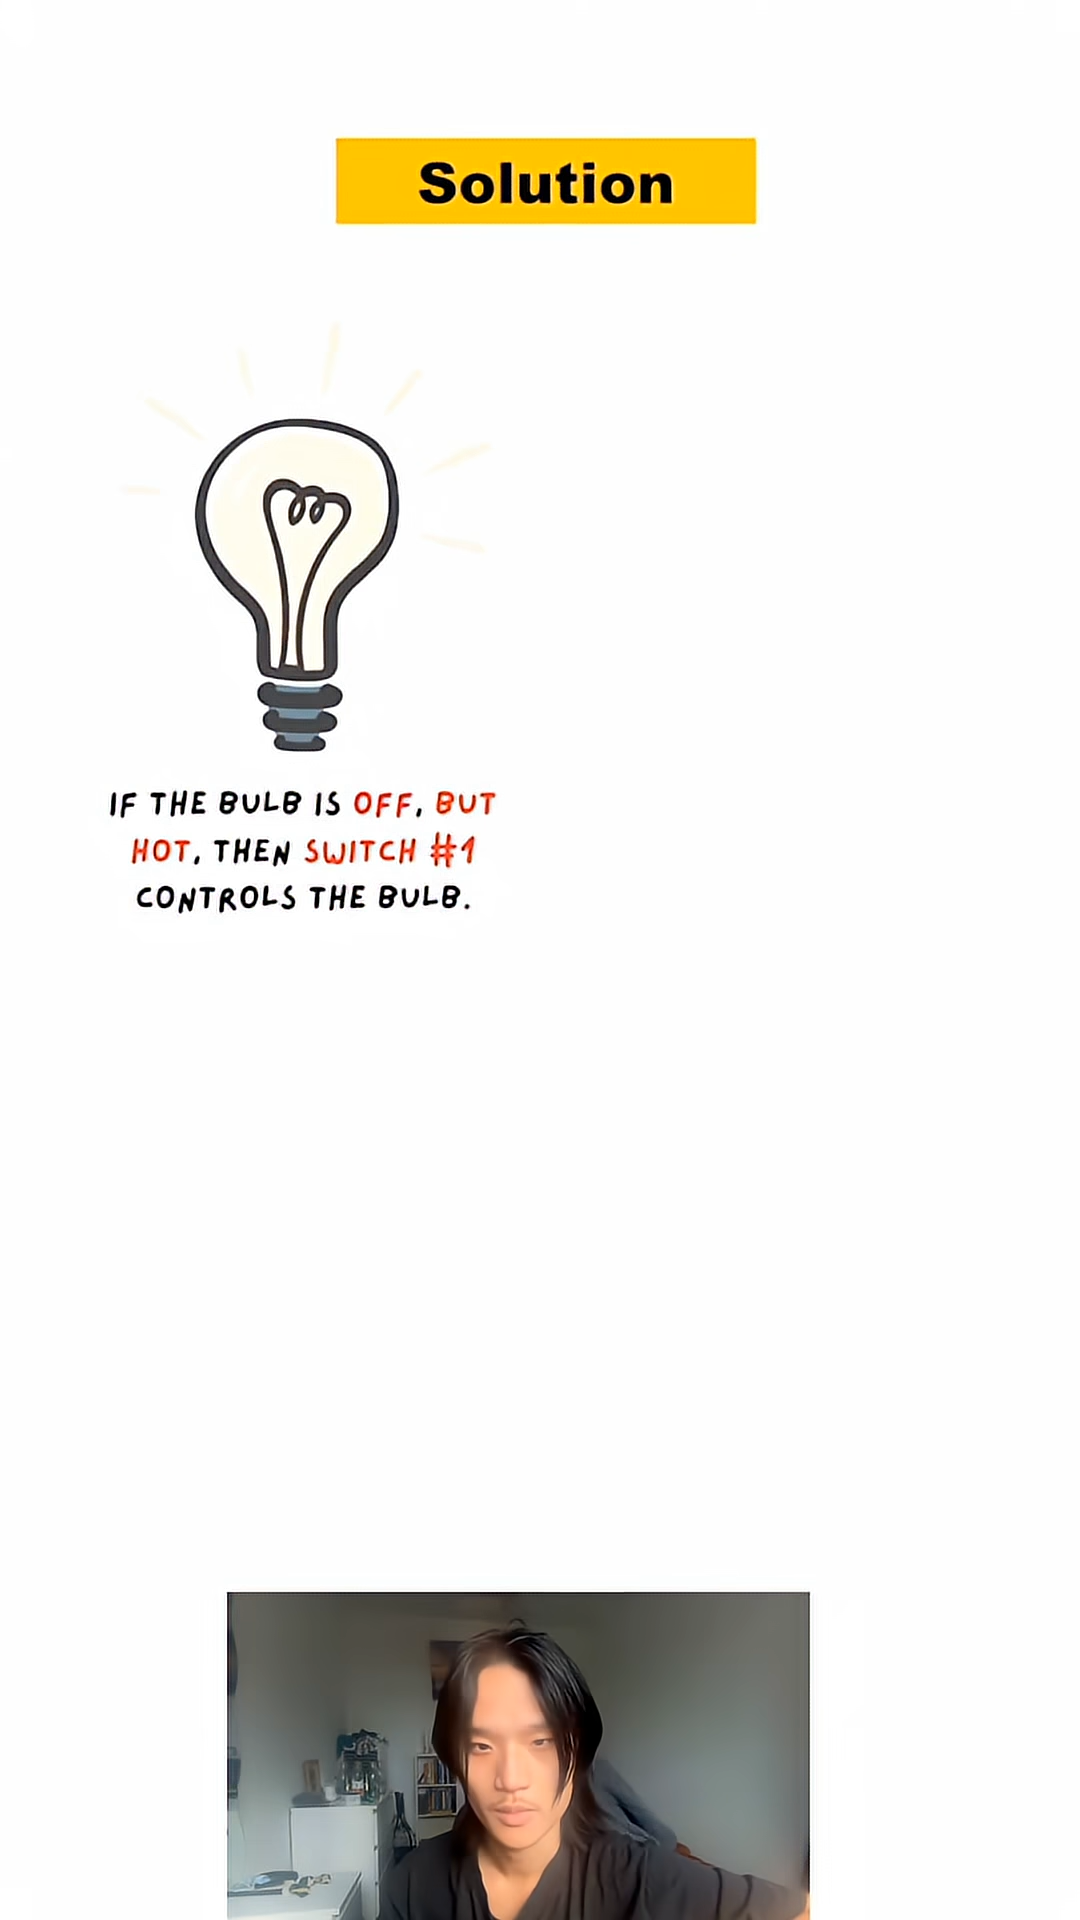 Solution
IF THE BULB IS OFF, BUT
HOT, THEN SWITCH #1
CONTROLS THE BULB.